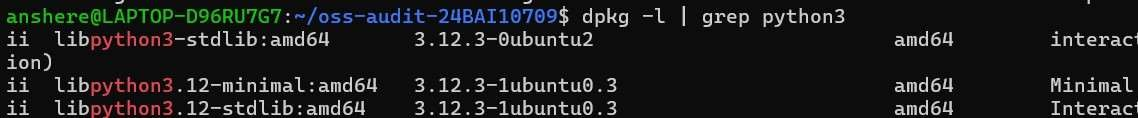 anshere@LAPTOP-D96RU7G7:~/oss-audit-24BAI10709$ dpkg -l | grep python3
ii  libpython3-stdlib:amd64       3.12.3-0ubuntu2                         amd64        interact
ion)
ii  libpython3.12-minimal:amd64   3.12.3-1ubuntu0.3                       amd64        Minimal
ii  libpython3.12-stdlib:amd64    3.12.3-1ubuntu0.3                       amd64        Interact